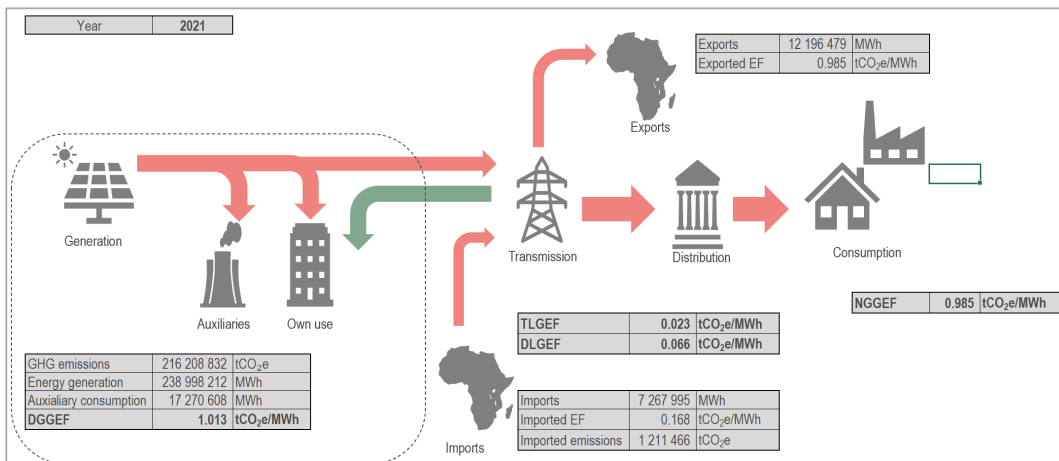 Year 2021
Exports 12 196 479 MWh
Exported EF 0.985 tCO₂e/MWh
Exports
Generation
Transmission
Distribution
Consumption
Auxiliaries
Own use
NGGEF 0.985 tCO₂e/MWh
TLGEF 0.023 tCO₂e/MWh
DLGEF 0.066 tCO₂e/MWh
GHG emissions 216 208 832 tCO₂e
Energy generation 238 998 212 MWh
Auxialiary consumption 17 270 608 MWh
DGGEF 1.013 tCO₂e/MWh
Imports
Imports 7 267 995 MWh
Imported EF 0.168 tCO₂e/MWh
Imported emissions 1 211 466 tCO₂e